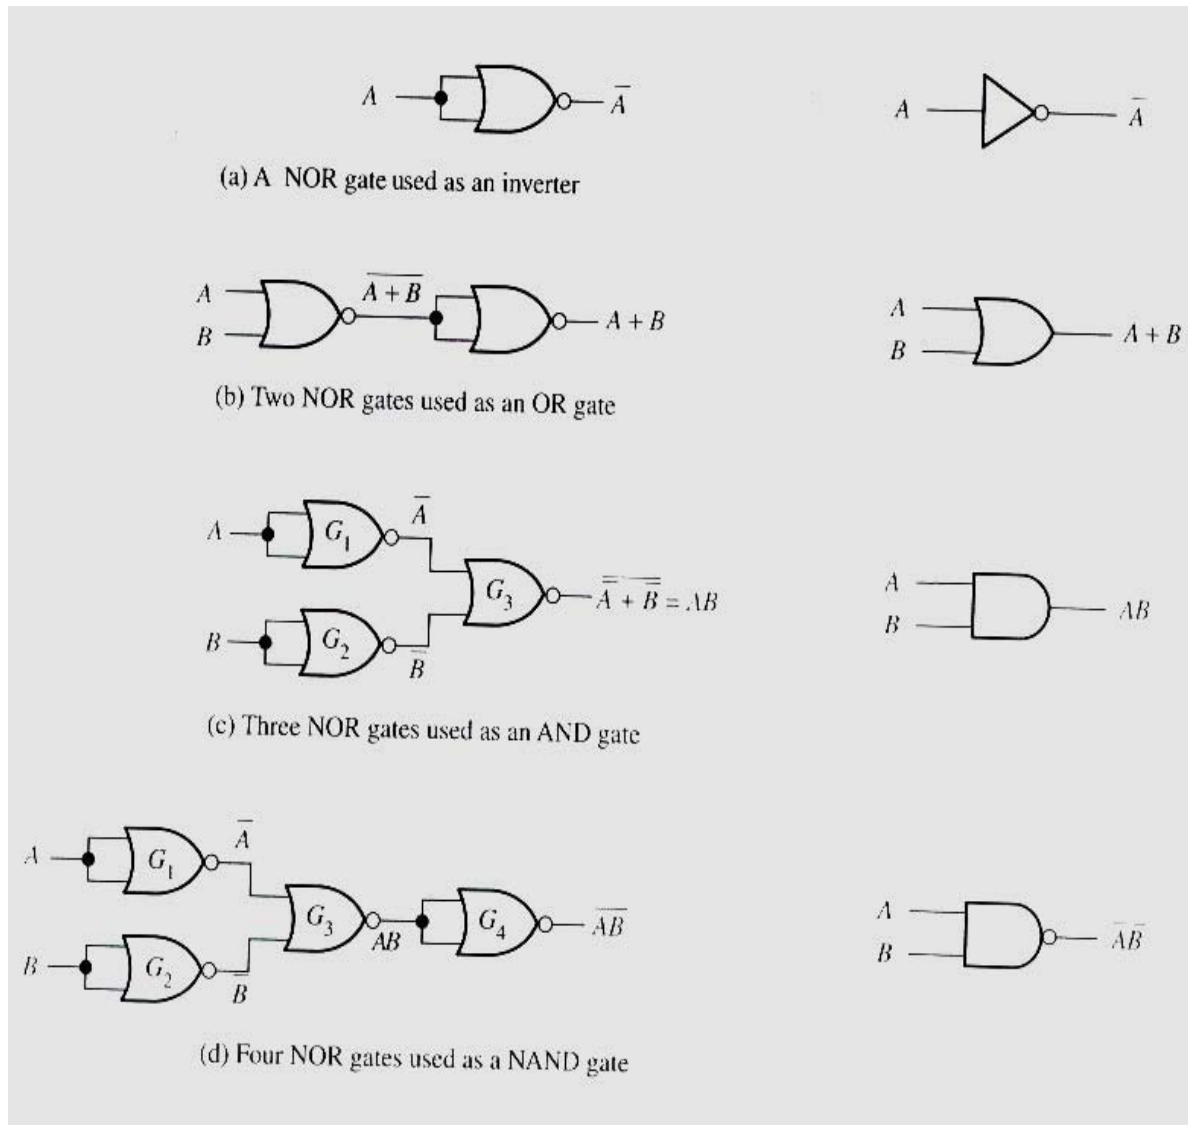 A A̅ A A̅
(a) A NOR gate used as an inverter
A B A̅ ̅+̅ ̅B̅ A + B A B A + B
(b) Two NOR gates used as an OR gate
A G₁ A̅
B G₂ B̅ G₃ A̿ ̅+̅ ̅B̿ = AB A B AB
(c) Three NOR gates used as an AND gate
A G₁ A̅
B G₂ B̅ G₃ AB G₄ A̅B̅ A B A̅B̅
(d) Four NOR gates used as a NAND gate